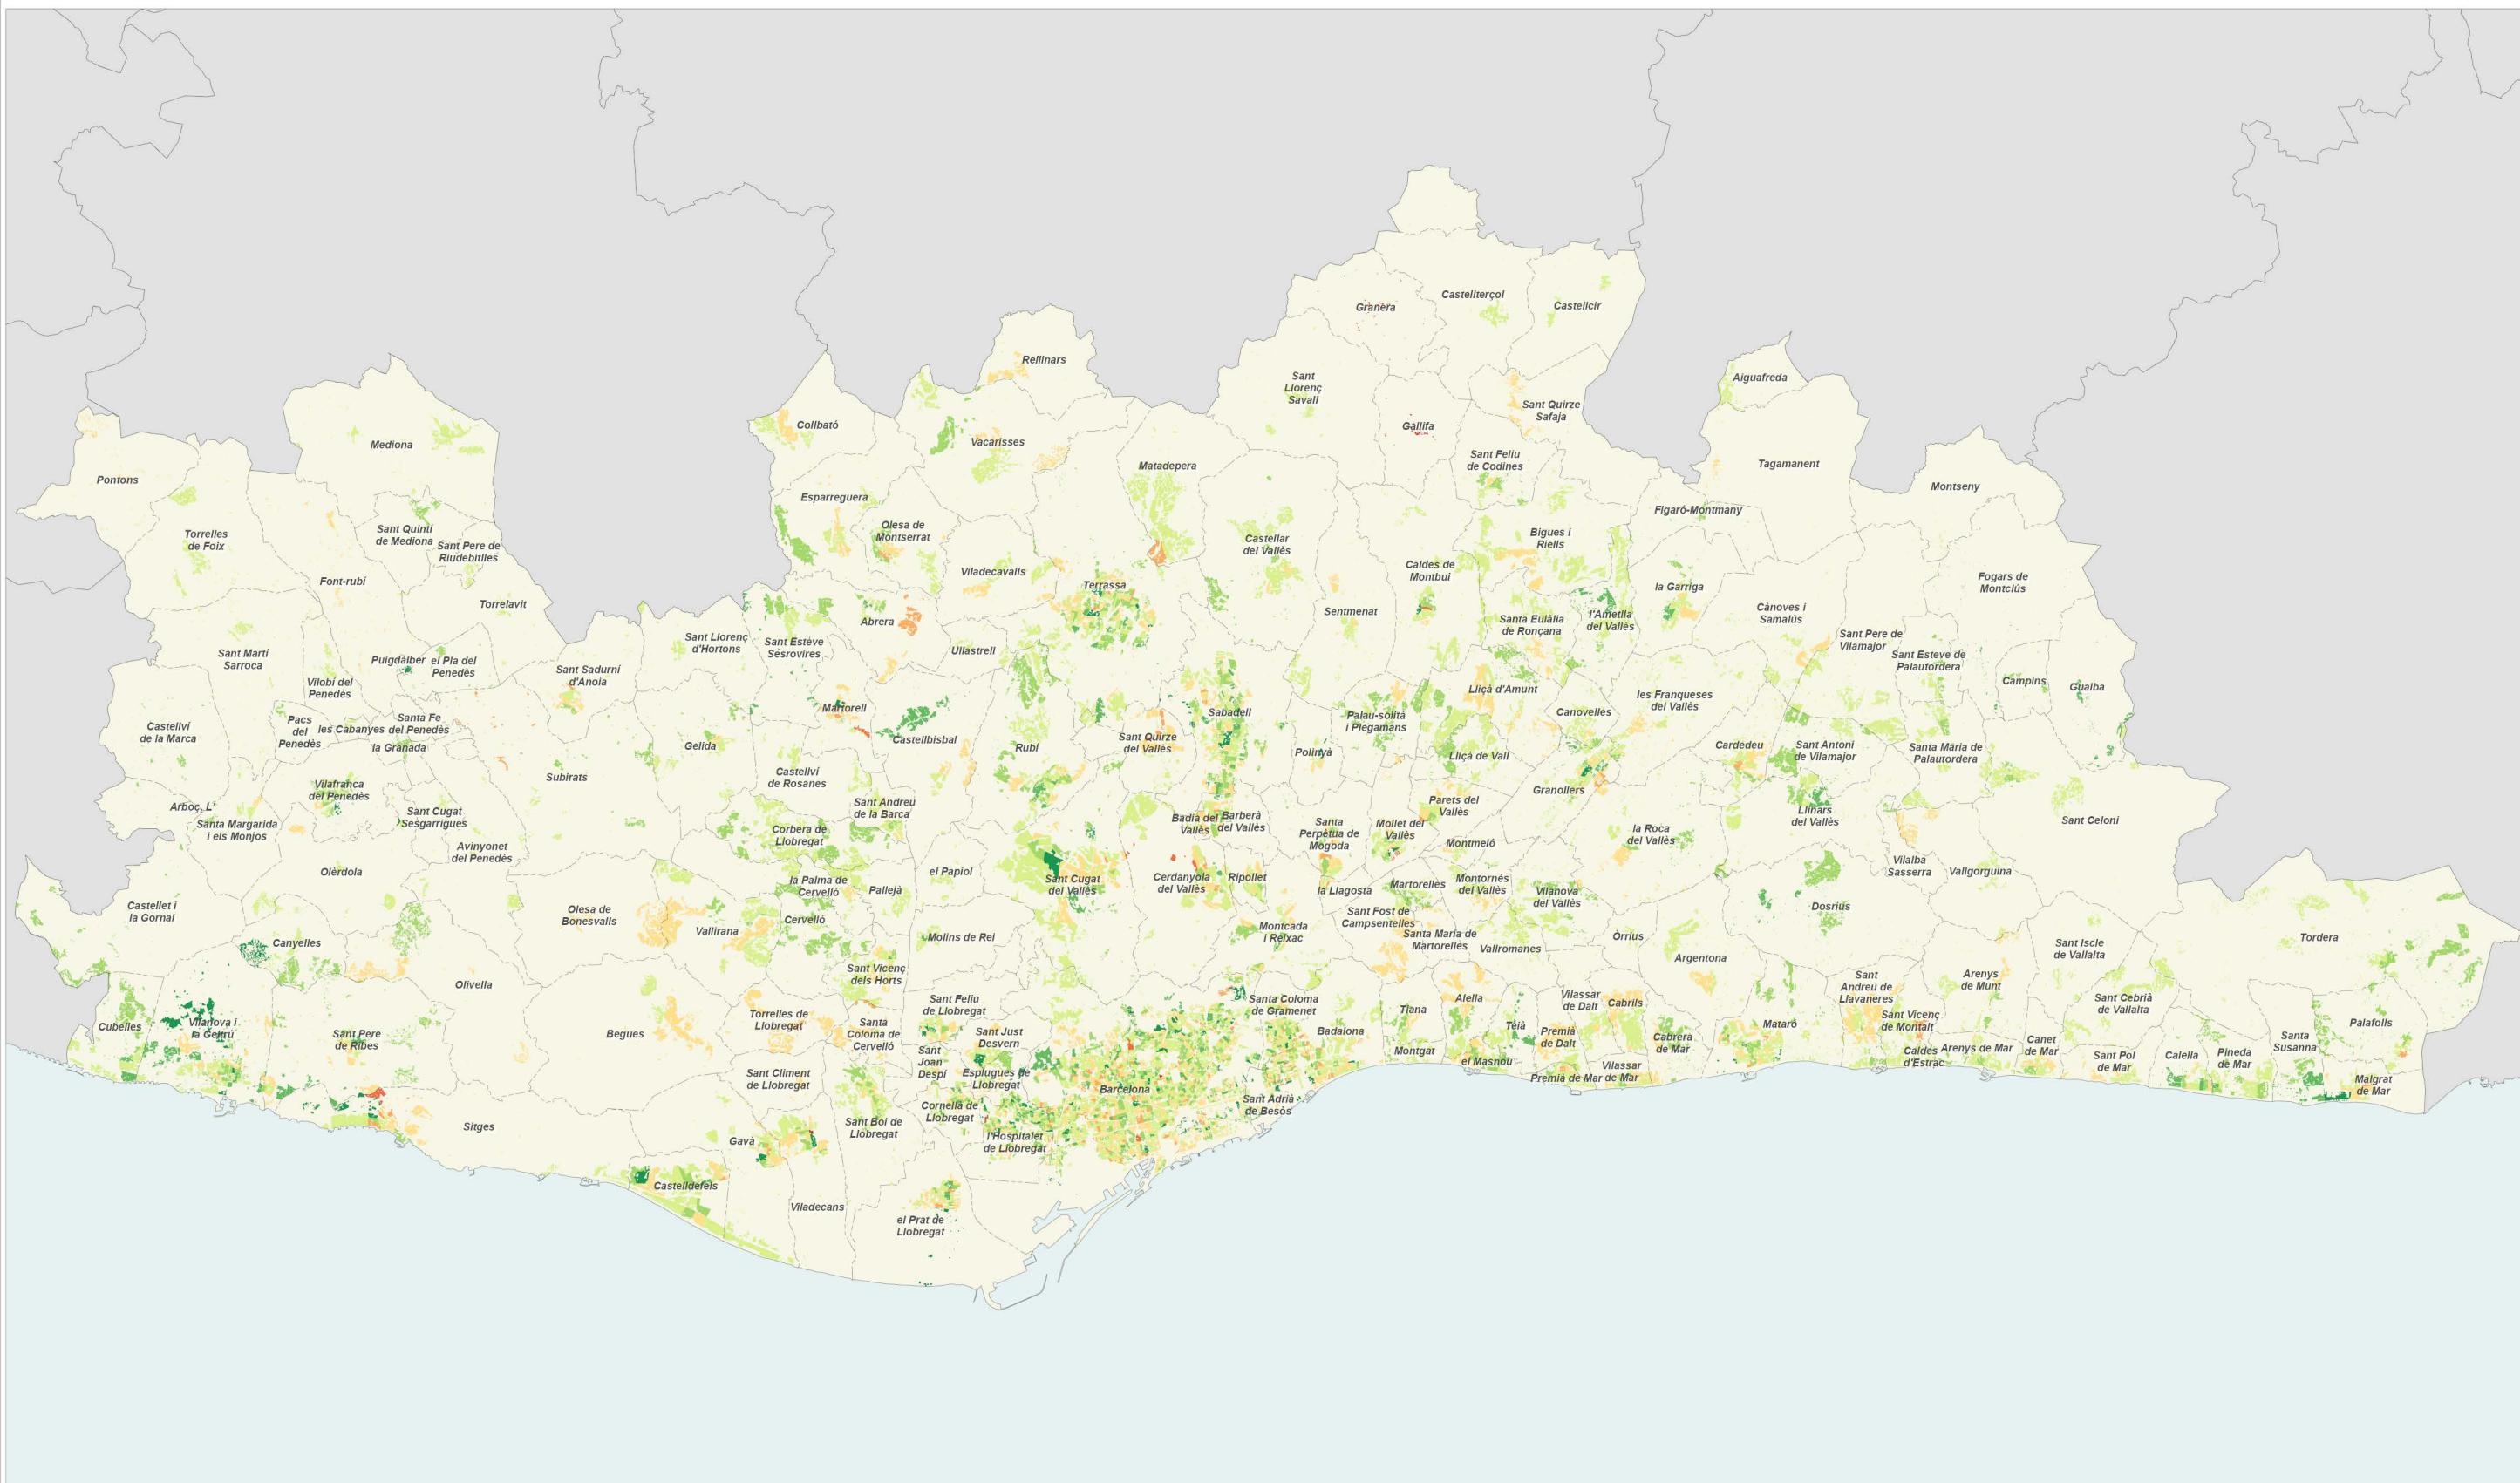 Granera
Castellterçol
Castellcir
Rellinars
Sant
Llorenç
Savall
Aiguafreda
Sant Quirze
Safaja
Collbató
Gallifa
Mediona
Vacarisses
Matadepera
Sant Feliu
de Codines
Tagamanent
Pontons
Montseny
Esparreguera
Figaró-Montmany
Olesa de
Montserrat
Torrelles
de Foix
Sant Quintí
de Mediona
Sant Pere de
Riudebitlles
Castellar
del Vallès
Bigues i
Riells
Viladecavalls
Caldes de
Montbui
Font-rubí
Terrassa
la Garriga
Fogars de
Montclús
Torrelavit
Sentmenat
Cànoves i
Samalús
Abrera
Santa Eulàlia
de Ronçana
l'Ametlla
del Vallès
Sant Llorenç
d'Hortons
Sant Esteve
Sesrovires
Ullastrell
Sant Pere de
Vilamajor
Sant Martí
Sarroca
Puigdàlber
el Pla del
Penedès
Sant Sadurní
d'Anoia
Sant Esteve de
Palautordera
Vilobí del
Penedès
Campins
Gualba
Lliçà d'Amunt
les Franqueses
del Vallès
Martorell
Sabadell
Palau-solità
i Plegamans
Canovelles
Castellví
de la Marca
Pacs
del
Penedès
les Cabanyes
Santa Fe
del Penedès
la Granada
Gelida
Castellbisbal
Rubí
Sant Quirze
del Vallès
Polinyà
Lliçà de Vall
Cardedeu
Sant Antoni
de Vilamajor
Santa Maria de
Palautordera
Subirats
Castellví
de Rosanes
Vilafranca
del Penedès
Granollers
Arboç, L'
Santa Margarida
i els Monjos
Sant Cugat
Sesgarrigues
Sant Andreu
de la Barca
Parets del
Vallès
Llinars
del Vallès
Sant Celoni
Corbera de
Llobregat
Badia del
Vallès
Barberà
del Vallès
Santa
Perpètua de
Mogoda
Mollet del
Vallès
Montmeló
la Roca
del Vallès
Avinyonet
del Penedès
Olèrdola
el Papiol
Vilalba
Sasserra
Vallgorguina
la Palma de
Cervelló
Pallejà
Sant Cugat
del Vallès
Cerdanyola
del Vallès
Ripollet
la Llagosta
Martorelles
Montornès
del Vallès
Vilanova
del Vallès
Castellet i
la Gornal
Olesa de
Bonesvalls
Cervelló
Vallirana
Dosrius
Sant Fost de
Campsentelles
Montcada
i Reixac
Molins de Rei
Santa Maria de
Martorelles
Vallromanes
Òrrius
Tordera
Canyelles
Sant Iscle
de Vallalta
Argentona
Sant Vicenç
dels Horts
Olivella
Sant
Andreu de
Llavaneres
Arenys
de Munt
Sant Feliu
de Llobregat
Santa Coloma
de Gramenet
Tiana
Alella
Vilassar
de Dalt
Cabrils
Sant Cebrià
de Vallalta
Cubelles
Vilanova i
la Geltrú
Sant Pere
de Ribes
Begues
Torrelles de
Llobregat
Santa
Coloma de
Cervelló
Sant Just
Desvern
Badalona
Teià
Premià
de Dalt
Cabrera
de Mar
Mataró
Sant Vicenç
de Montalt
Palafolls
Sant
Joan
Despí
Montgat
el Masnou
Caldes
d'Estrac
Arenys de Mar
Canet
de Mar
Santa
Susanna
Sant Climent
de Llobregat
Esplugues de
Llobregat
Barcelona
Premià de Mar
Vilassar
de Mar
Sant Pol
de Mar
Calella
Pineda
de Mar
Malgrat
de Mar
Sant Adrià
de Besòs
Cornellà de
Llobregat
Sitges
Gavà
Sant Boi de
Llobregat
l'Hospitalet
de Llobregat
Castelldefels
Viladecans
el Prat de
Llobregat